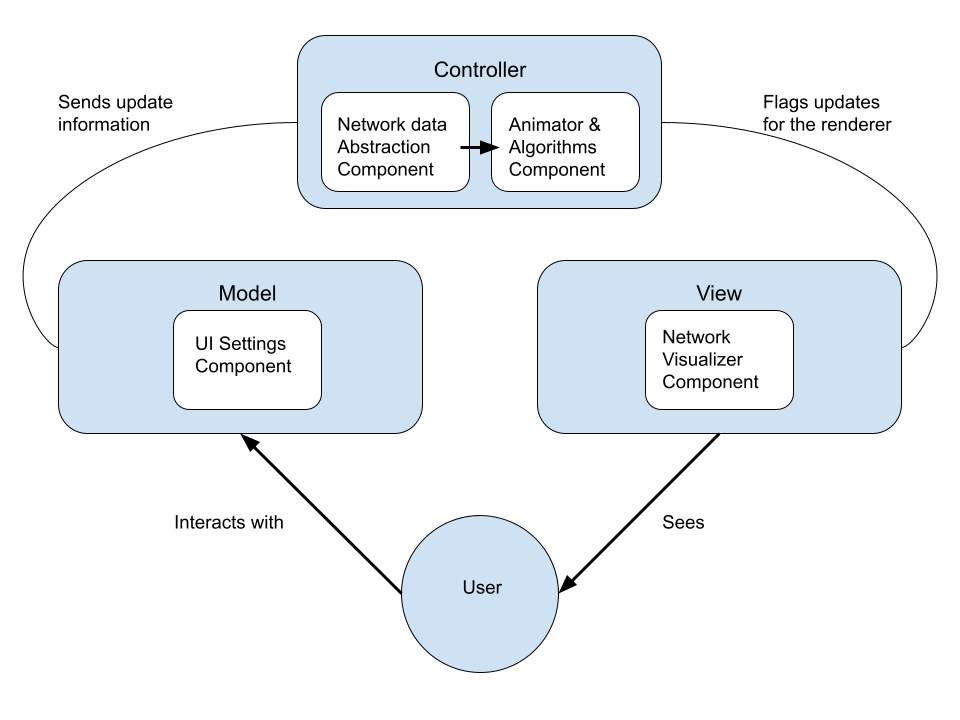 Controller
Sends update
information
Flags updates
for the renderer
Network data
Abstraction
Component
Animator &
Algorithms
Component
Model
UI Settings
Component
View
Network
Visualizer
Component
Interacts with
Sees
User